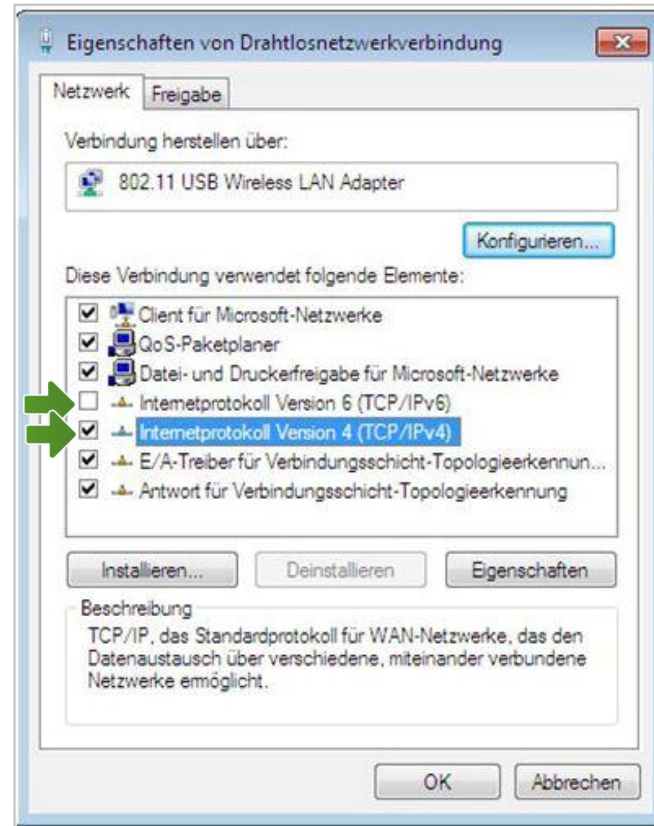 Eigenschaften von Drahtlosnetzwerkverbindung
Netzwerk
Freigabe
Verbindung herstellen über:
802.11 USB Wireless LAN Adapter
Konfigurieren...
Diese Verbindung verwendet folgende Elemente:
Client für Microsoft-Netzwerke
QoS-Paketplaner
Datei- und Druckerfreigabe für Microsoft-Netzwerke
Internetprotokoll Version 6 (TCP/IPv6)
Internetprotokoll Version 4 (TCP/IPv4)
E/A-Treiber für Verbindungsschicht-Topologieerkennun...
Antwort für Verbindungsschicht-Topologieerkennung
Installieren...
Deinstallieren
Eigenschaften
Beschreibung
TCP/IP, das Standardprotokoll für WAN-Netzwerke, das den
Datenaustausch über verschiedene, miteinander verbundene
Netzwerke ermöglicht.
OK
Abbrechen